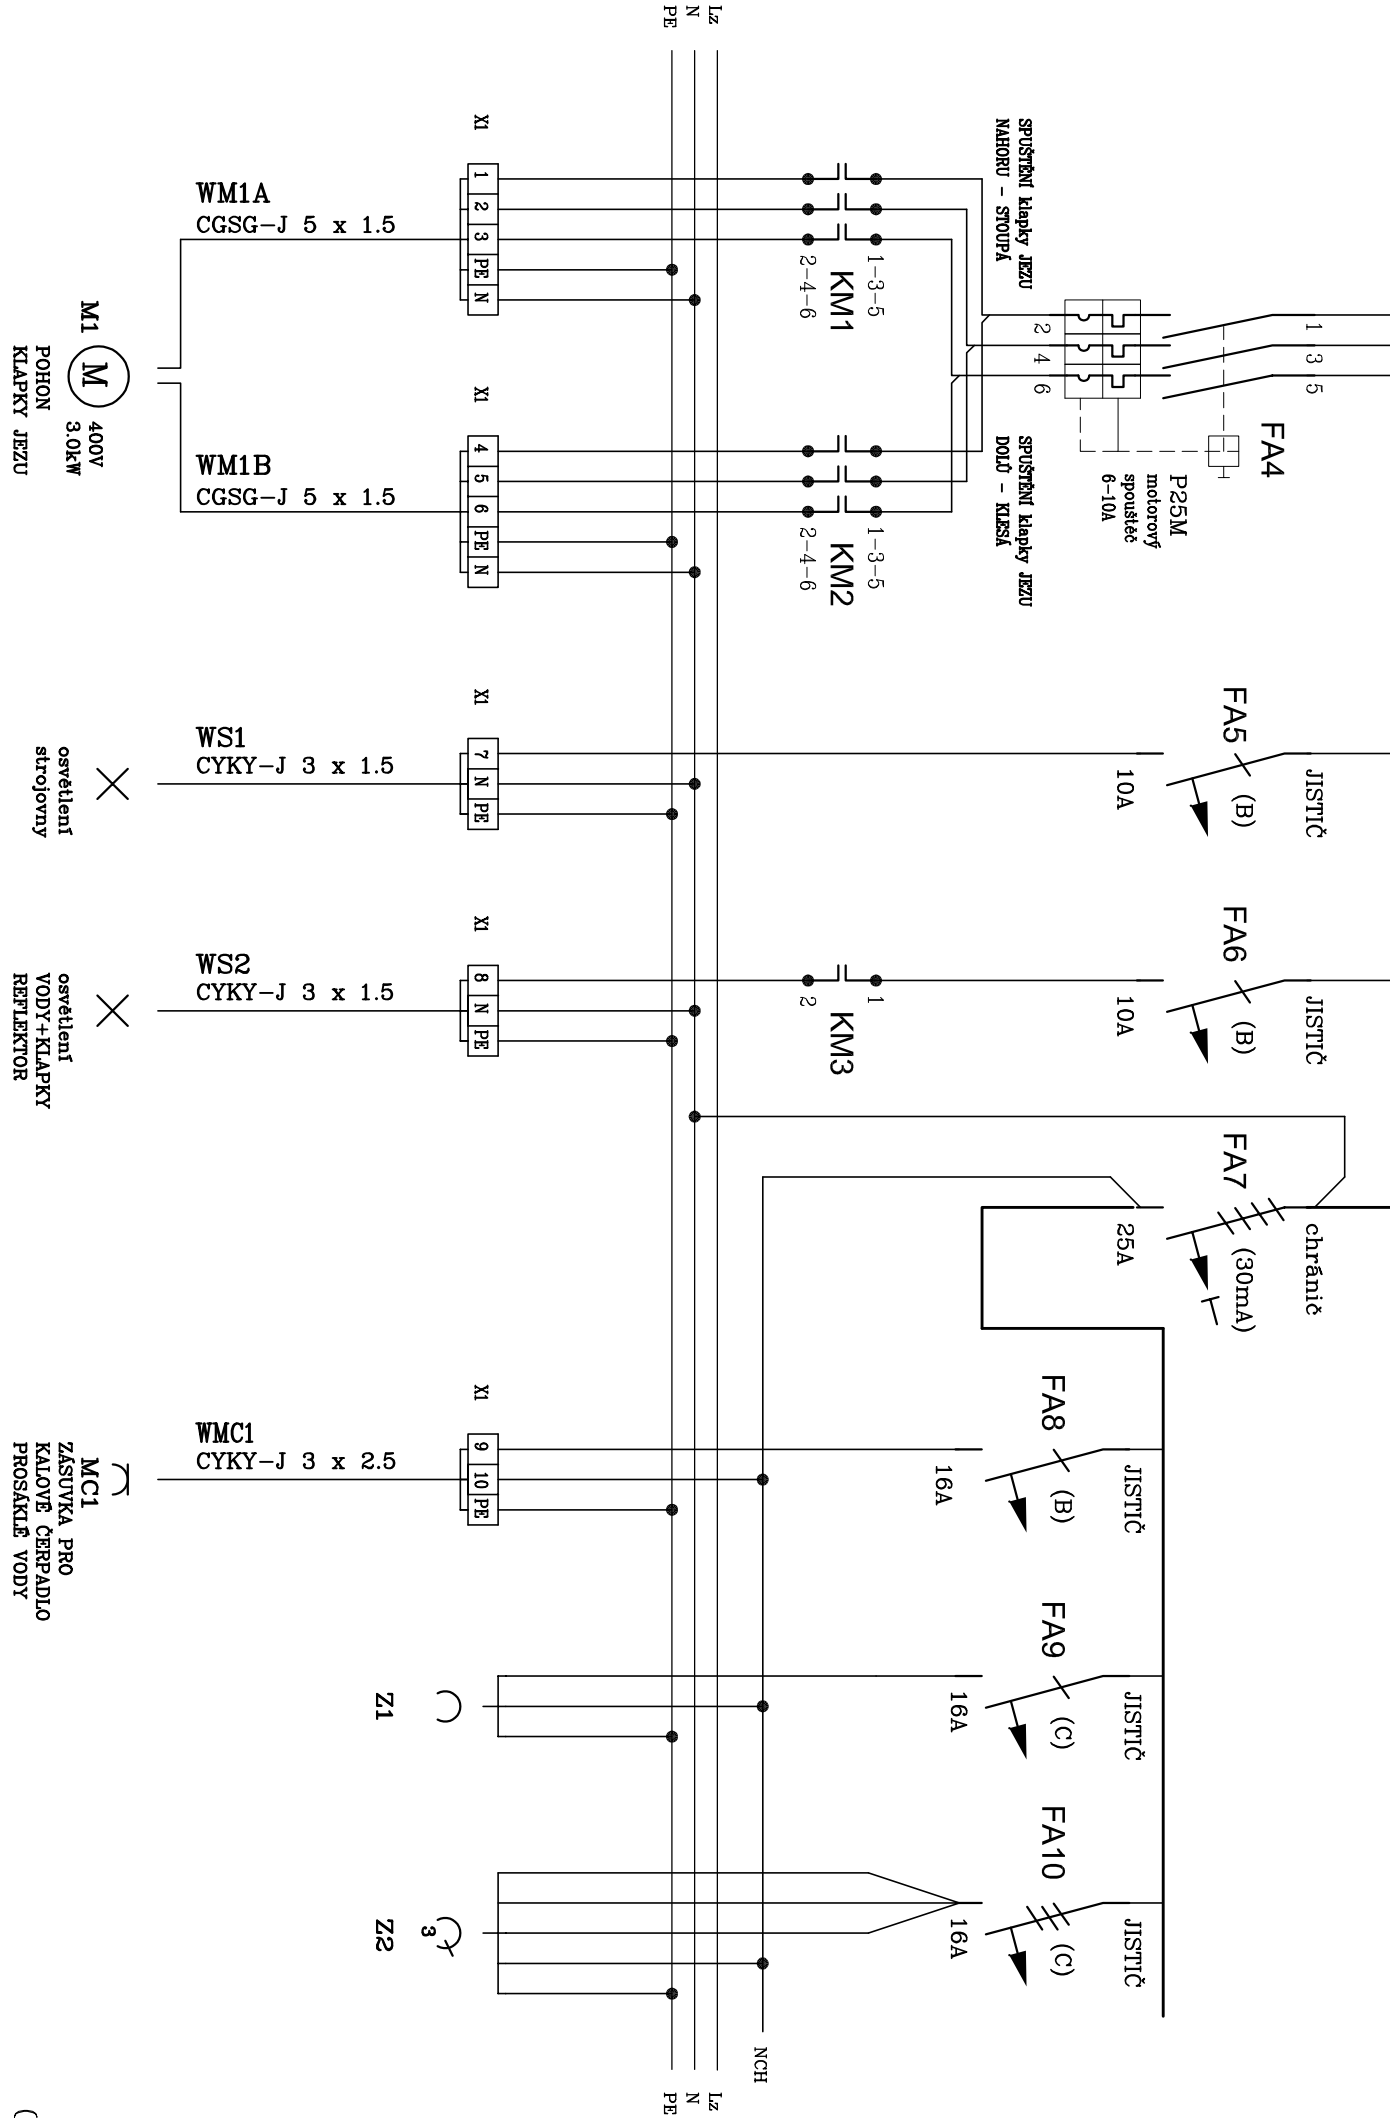 Lz
N
PE
1
3
5
FA4
P25M
motorový
spouštěč
6-10A
2
4
6
SPUŠTĚNÍ klapky JEZU
NAHORU - STOUPÁ
1-3-5
KM1
2-4-6
SPUŠTĚNÍ klapky JEZU
DOLŮ - KLESÁ
1-3-5
KM2
2-4-6
X1
1
2
3
PE
N
WM1A
CGSG-J 5 x 1.5
X1
4
5
6
PE
N
WM1B
CGSG-J 5 x 1.5
M1
M
400V
3.0kW
POHON
KLAPKY JEZU
JISTIČ
FA5
(B)
10A
X1
7
N
PE
WS1
CYKY-J 3 x 1.5
osvětlení
strojovny
JISTIČ
FA6
(B)
10A
1
KM3
2
X1
8
N
PE
WS2
CYKY-J 3 x 1.5
osvětlení
VODY+KLAPKY
REFLEKTOR
chránič
FA7
(30mA)
25A
JISTIČ
FA8
(B)
16A
X1
9
10
PE
WMC1
CYKY-J 3 x 2.5
MC1
ZÁSUVKA PRO
KALOVÉ ČERPADLO
PROSÁKLÉ VODY
JISTIČ
FA9
(C)
16A
Z1
JISTIČ
FA10
(C)
16A
3
Z2
NCH
Lz
N
PE